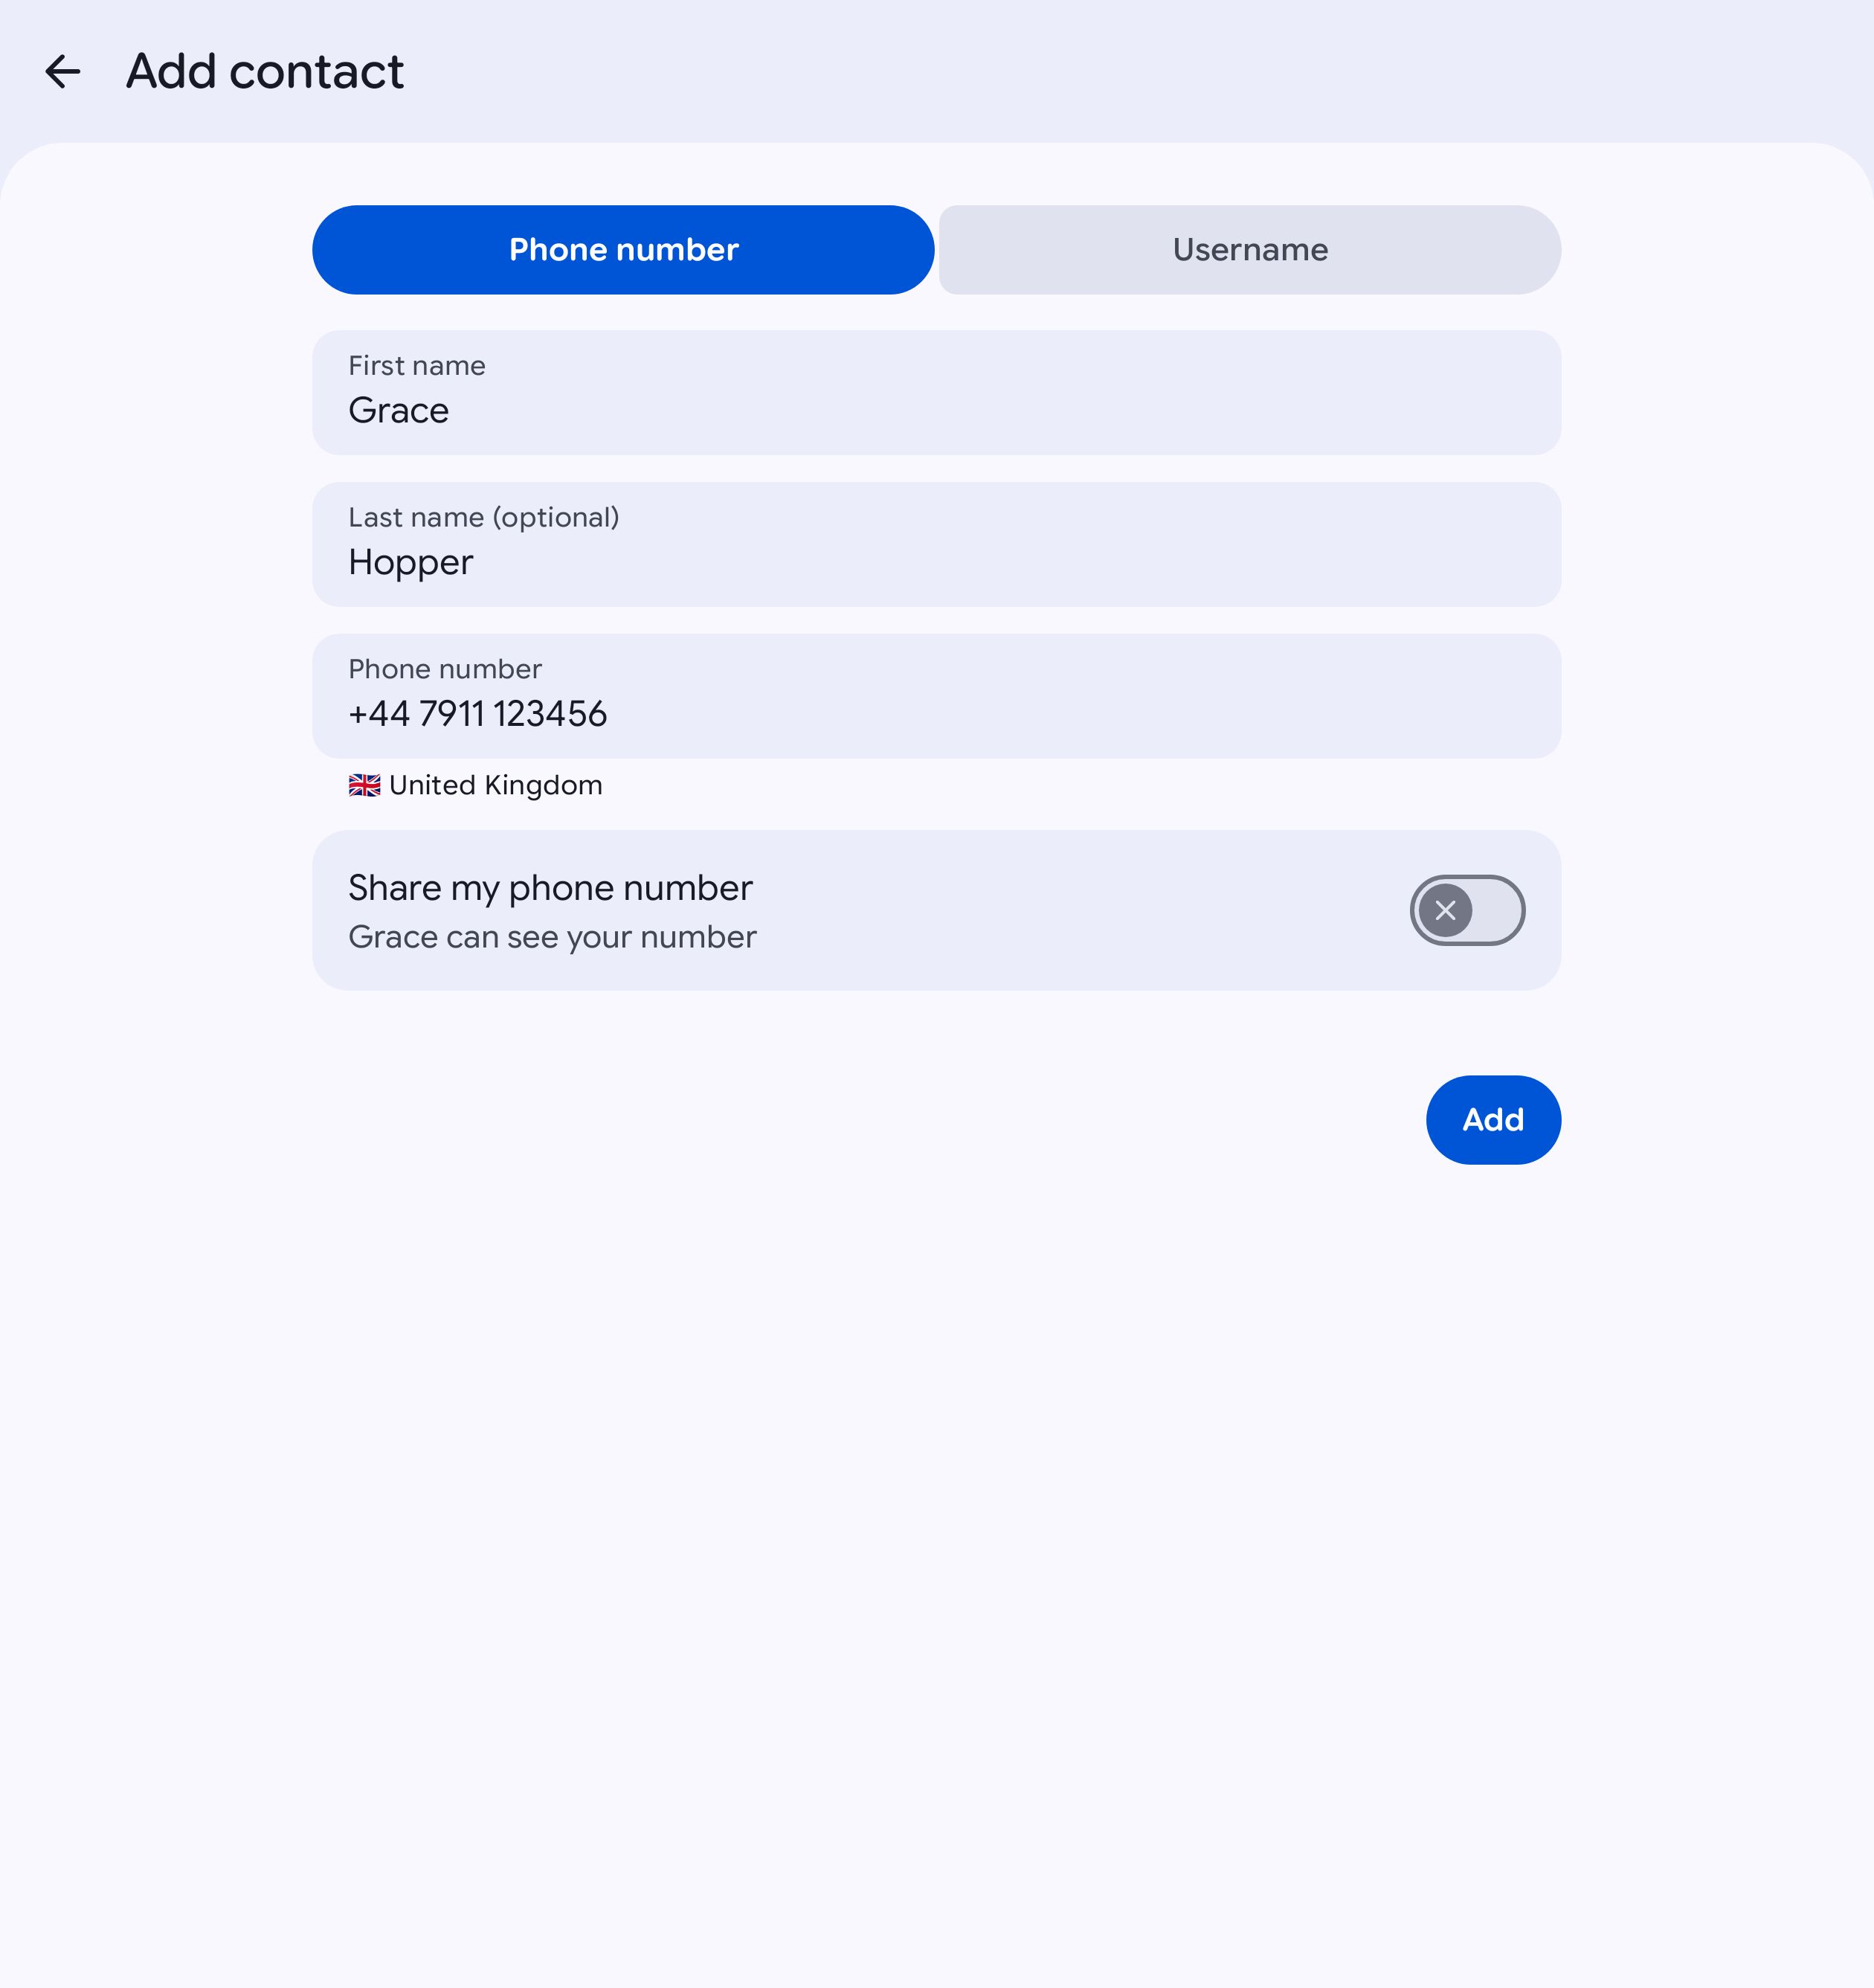 Add contact
Phone number
Username
First name
Grace
Last name (optional)
Hopper
Phone number
+44 7911 123456
🇬🇧 United Kingdom
Share my phone number
Grace can see your number
Add